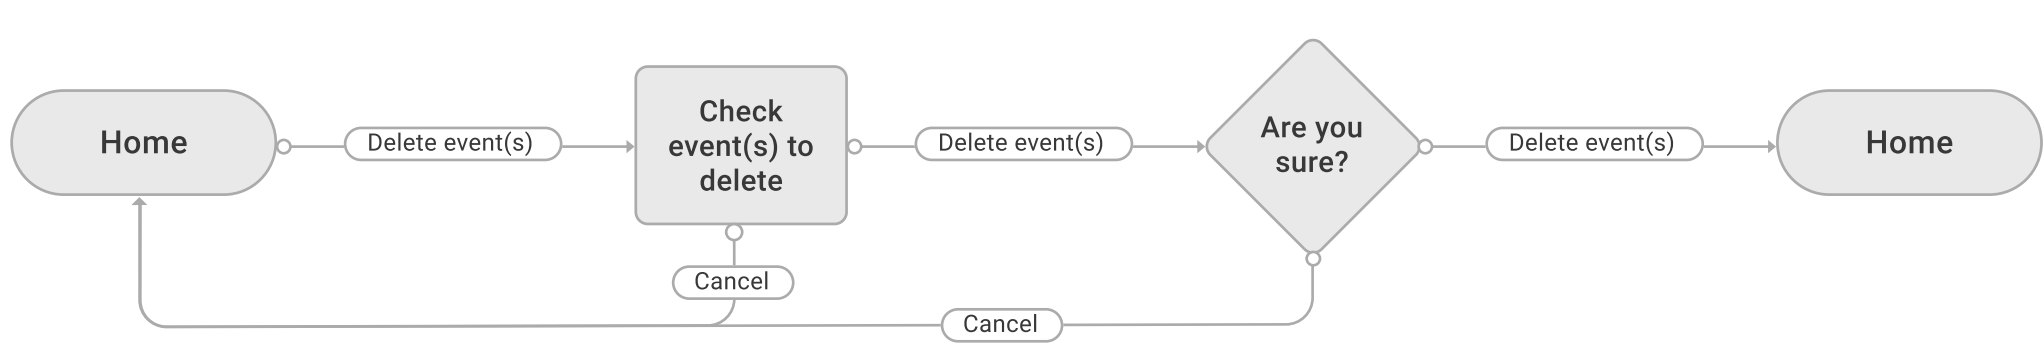 Home
Delete event(s)
Check
event(s) to
delete
Delete event(s)
Are you
sure?
Delete event(s)
Home
Cancel
Cancel